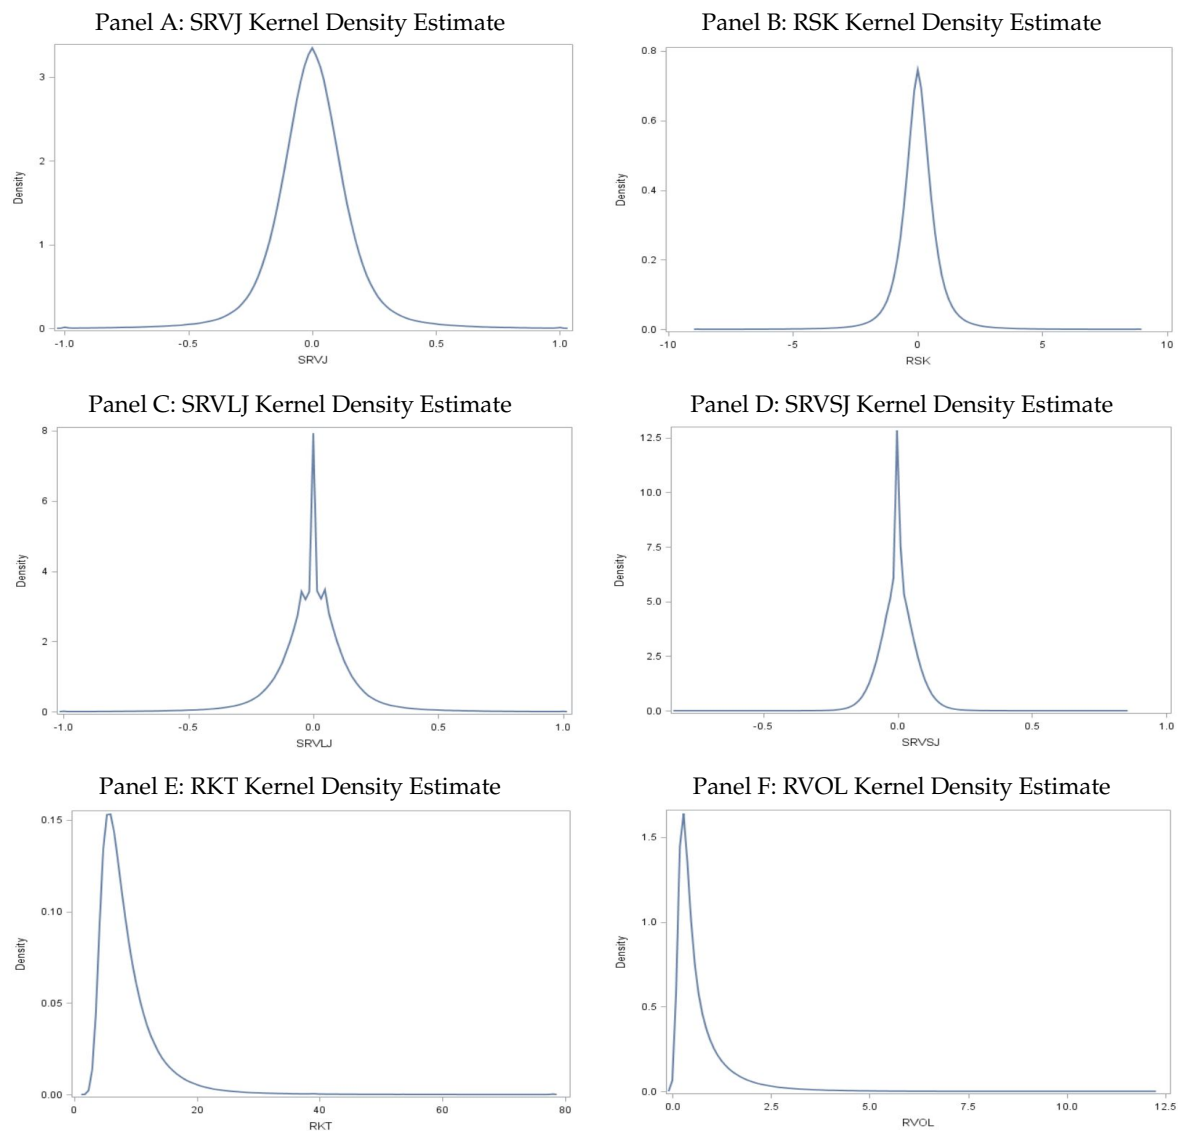 Panel A: SRVJ Kernel Density Estimate
3
2
1
0
Density
-1.0 -0.5 0.0 0.5 1.0
SRVJ
Panel B: RSK Kernel Density Estimate
0.8
0.6
0.4
0.2
0.0
Density
-10 -5 0 5 10
RSK
Panel C: SRVLJ Kernel Density Estimate
8
6
4
2
0
Density
-1.0 -0.5 0.0 0.5 1.0
SRVLJ
Panel D: SRVSJ Kernel Density Estimate
12.5
10.0
7.5
5.0
2.5
0.0
Density
-0.5 0.0 0.5 1.0
SRVSJ
Panel E: RKT Kernel Density Estimate
0.15
0.10
0.05
0.00
Density
0 20 40 60 80
RKT
Panel F: RVOL Kernel Density Estimate
1.5
1.0
0.5
0.0
Density
0.0 2.5 5.0 7.5 10.0 12.5
RVOL